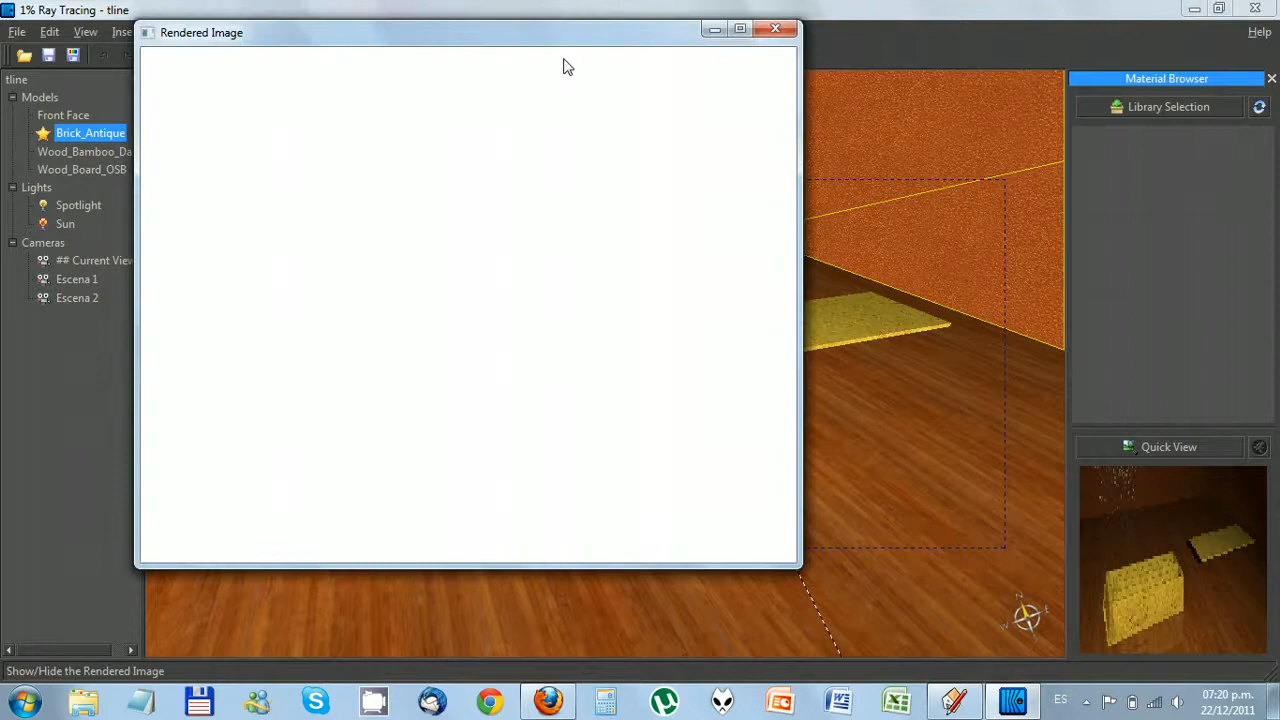 1% Ray Tracing - tline
File Edit View Inse
Help
Rendered Image
tline
Models
Front Face
Brick_Antique
Wood_Bamboo_Da
Wood_Board_OSB
Lights
Spotlight
Sun
Cameras
## Current View
Escena 1
Escena 2
Material Browser
Library Selection
Quick View
N
E
W
Show/Hide the Rendered Image
ES
07:20 p.m.
22/12/2011